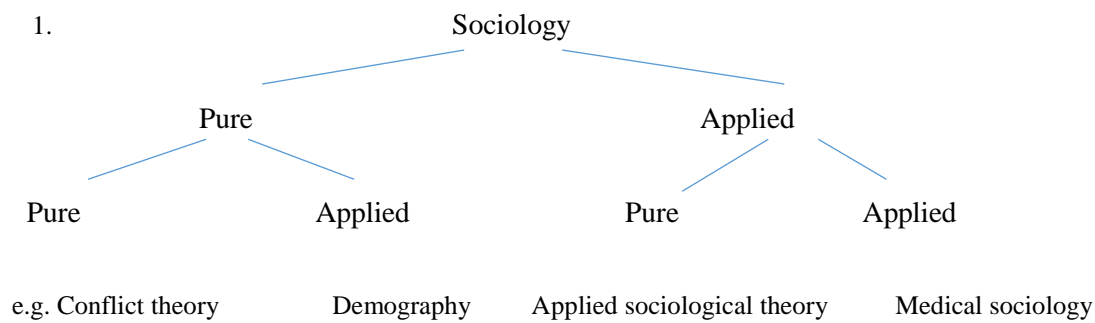 1. Sociology
Pure Applied
Pure Applied Pure Applied
e.g. Conflict theory Demography Applied sociological theory Medical sociology